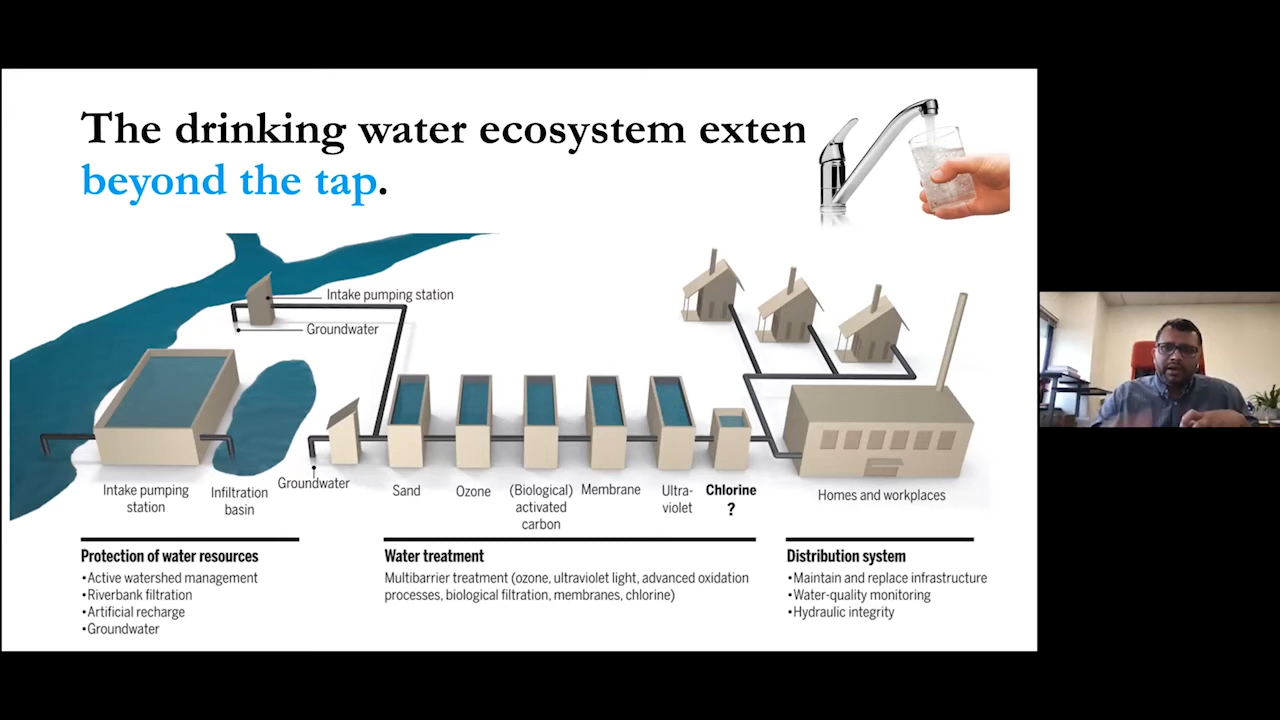 The drinking water ecosystem exten
beyond the tap.
Intake pumping station
Groundwater
Intake pumping
station
Infiltration
basin
Groundwater
Sand
Ozone
(Biological)
activated
carbon
Membrane
Ultra-
violet
Chlorine
?
Homes and workplaces
Protection of water resources
•Active watershed management
•Riverbank filtration
•Artificial recharge
•Groundwater
Water treatment
Multibarrier treatment (ozone, ultraviolet light, advanced oxidation
processes, biological filtration, membranes, chlorine)
Distribution system
•Maintain and replace infrastructure
•Water-quality monitoring
•Hydraulic integrity